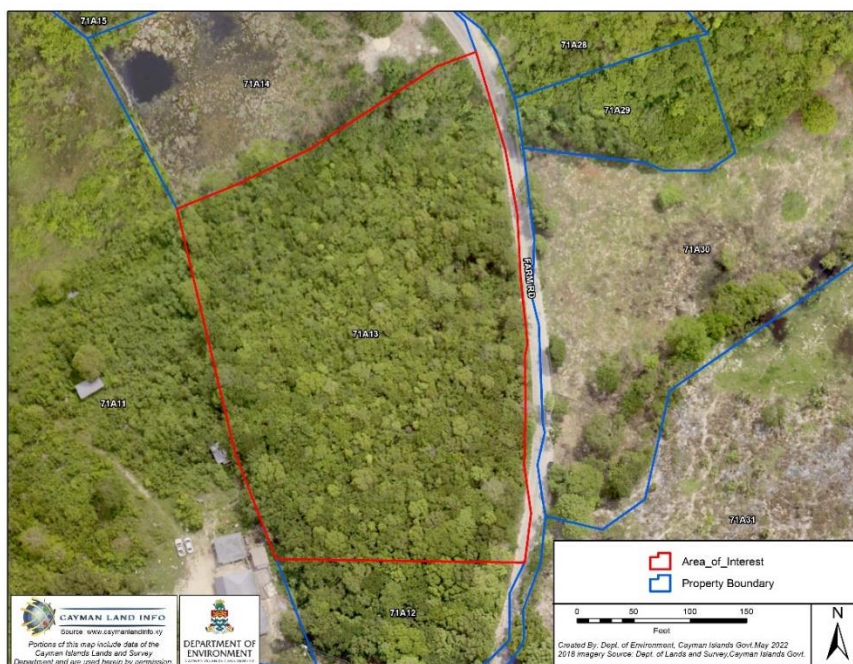 71A15
71A28
71A14
71A29
71A30
FARM RD
71A13
71A11
71A31
71A12
Area_of_Interest
Property Boundary
0 50 100 150
Feet
N
Created By: Dept. of Environment, Cayman Islands Govt.May 2022
2018 Imagery Source: Dept. of Lands and Survey,Cayman Islands Govt.
CAYMAN LAND INFO
Source www.caymanlandinfo.ky
Portions of this map include data of the
Cayman Islands Lands and Survey
Department and are used herein by permission
DEPARTMENT OF
ENVIRONMENT